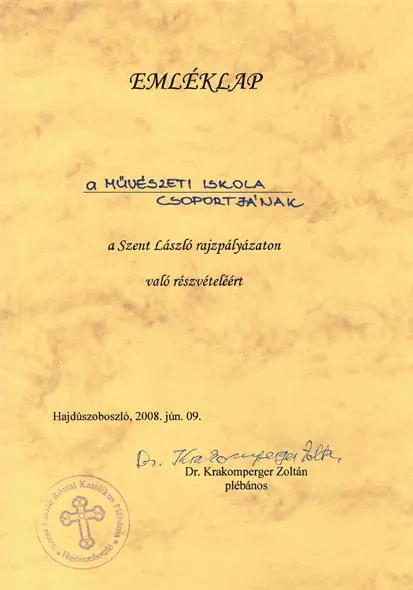 EMLÉKLAP
a MŰVÉSZETI ISKOLA
CSOPORTJÁNAK
a Szent László rajzpályázaton
való részvételéért
Hajdúszoboszló, 2008. jún. 09.
Dr. Krakomperger Zoltán
Dr. Krakomperger Zoltán
plébános
Szent László Római Katolikus Plébánia * Hajdúszoboszló *